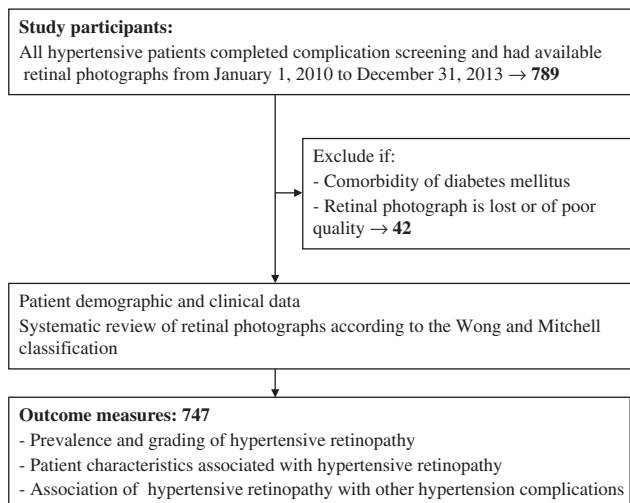 Study participants:
All hypertensive patients completed complication screening and had available
retinal photographs from January 1, 2010 to December 31, 2013 → 789
Exclude if:
- Comorbidity of diabetes mellitus
- Retinal photograph is lost or of poor
quality → 42
Patient demographic and clinical data
Systematic review of retinal photographs according to the Wong and Mitchell
classification
Outcome measures: 747
- Prevalence and grading of hypertensive retinopathy
- Patient characteristics associated with hypertensive retinopathy
- Association of hypertensive retinopathy with other hypertension complications